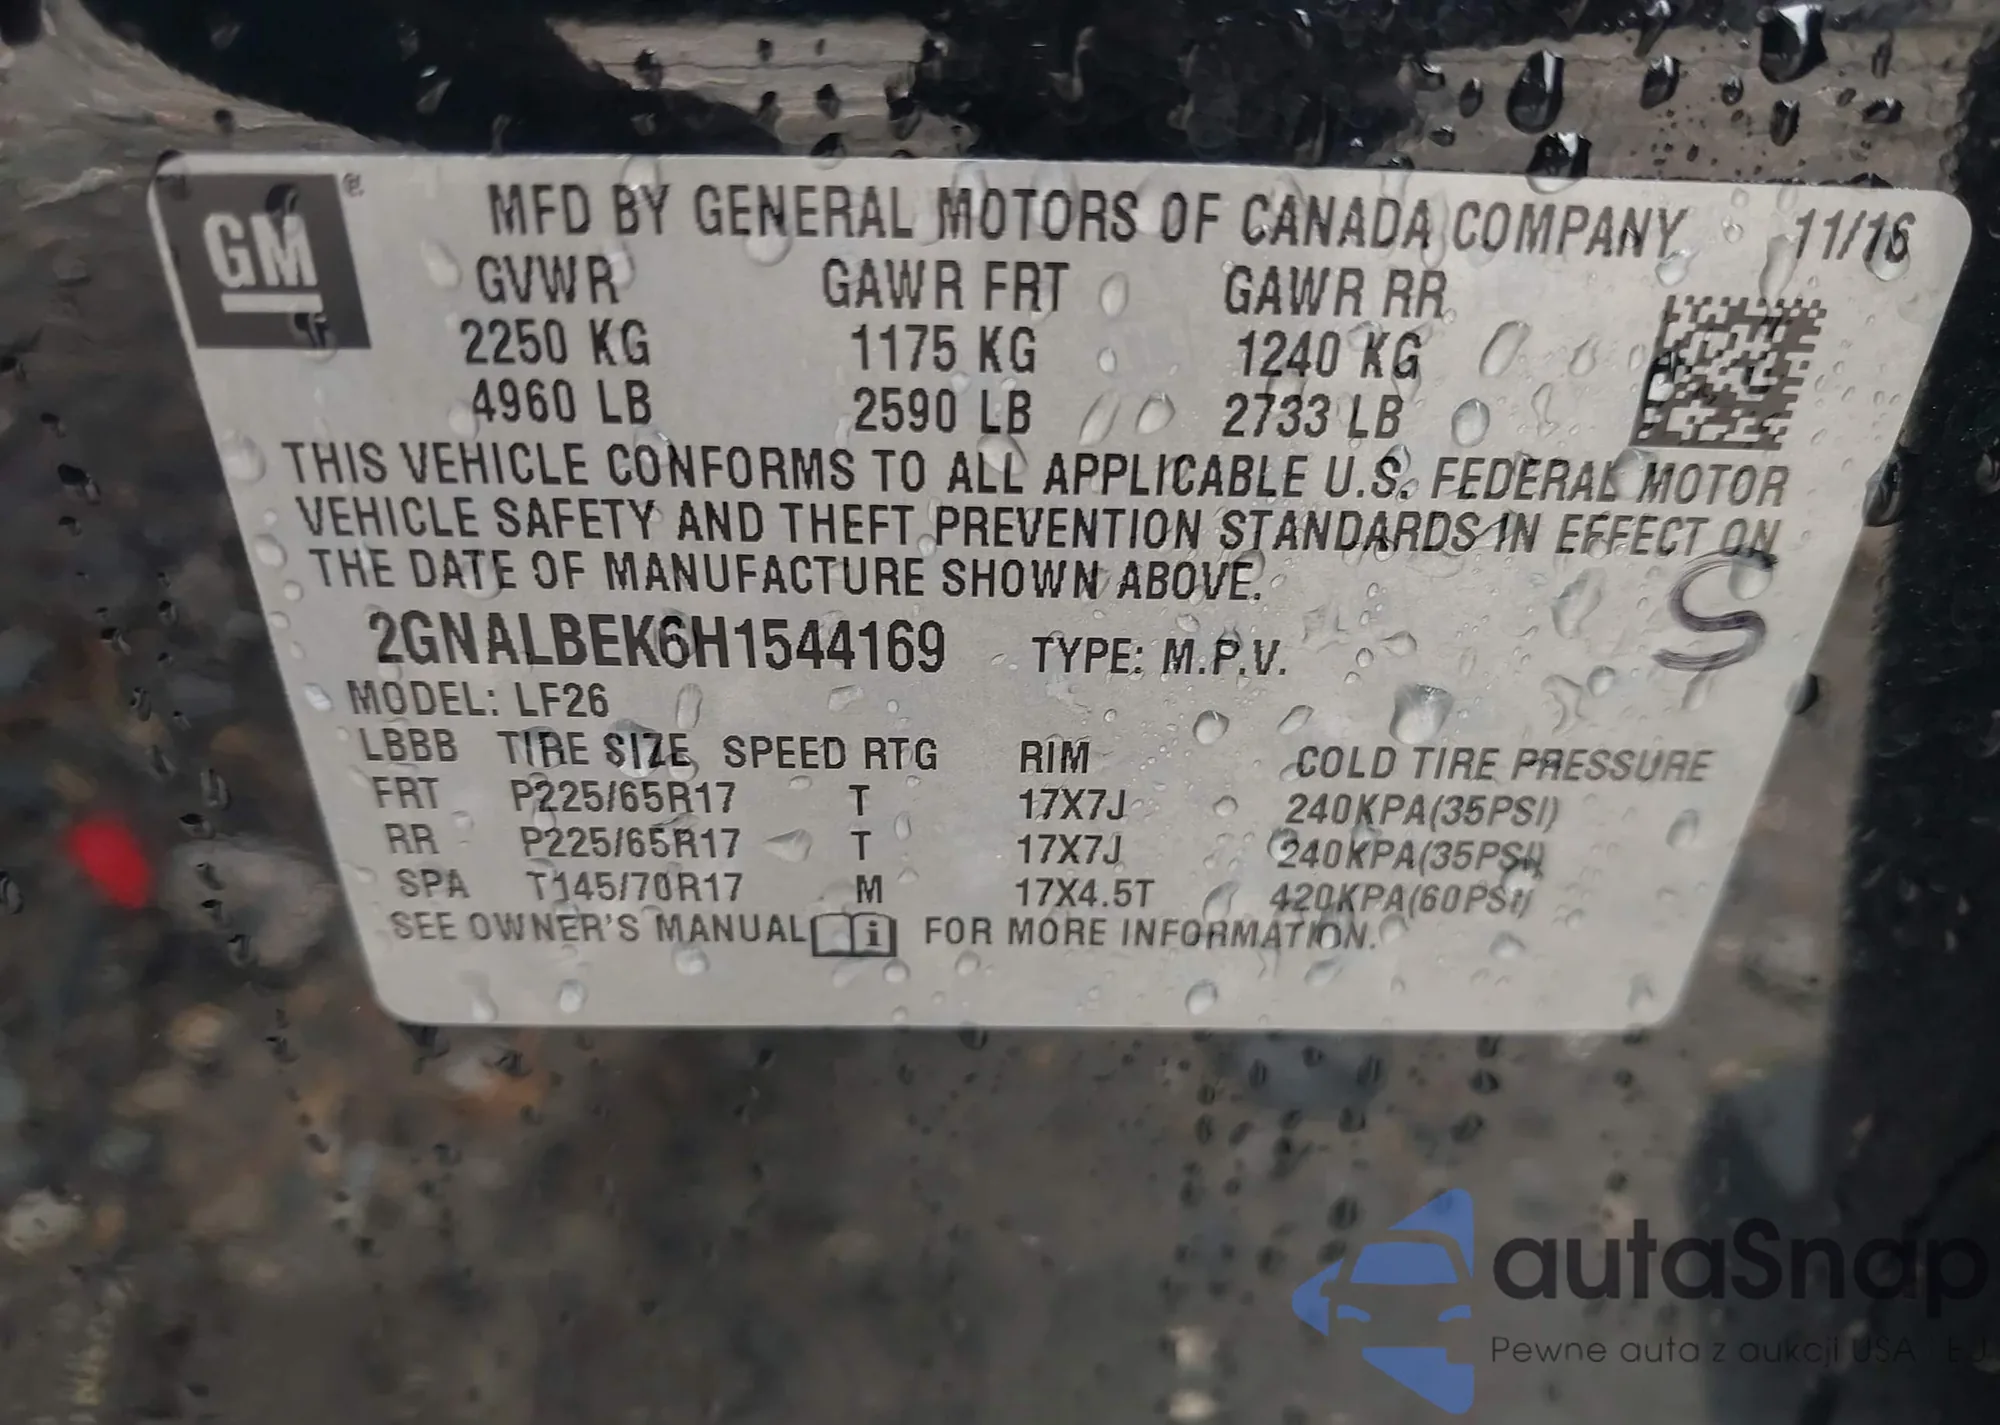 GM ®
MFD BY GENERAL MOTORS OF CANADA COMPANY 11/16
GVWR GAWR FRT GAWR RR
2250 KG 1175 KG 1240 KG
4960 LB 2590 LB 2733 LB
THIS VEHICLE CONFORMS TO ALL APPLICABLE U.S. FEDERAL MOTOR
VEHICLE SAFETY AND THEFT PREVENTION STANDARDS IN EFFECT ON
THE DATE OF MANUFACTURE SHOWN ABOVE.
S
2GNALBEK6H1544169 TYPE: M.P.V.
MODEL: LF26
LBBB TIRE SIZE SPEED RTG RIM COLD TIRE PRESSURE
FRT P225/65R17 T 17X7J 240KPA(35PSI)
RR P225/65R17 T 17X7J 240KPA(35PSI)
SPA T145/70R17 M 17X4.5T 420KPA(60PSI)
SEE OWNER'S MANUAL i FOR MORE INFORMATION.
autaSnap
Pewne auta z aukcji USA EJ